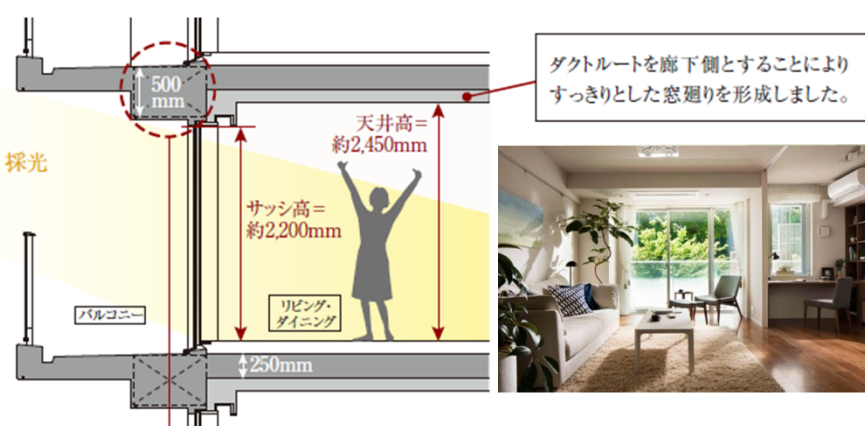 ダクトルートを廊下側とすることにより
すっきりとした窓廻りを形成しました。
500
mm
天井高=
約2,450mm
採光
サッシ高=
約2,200mm
バルコニー
リビング・
ダイニング
250mm